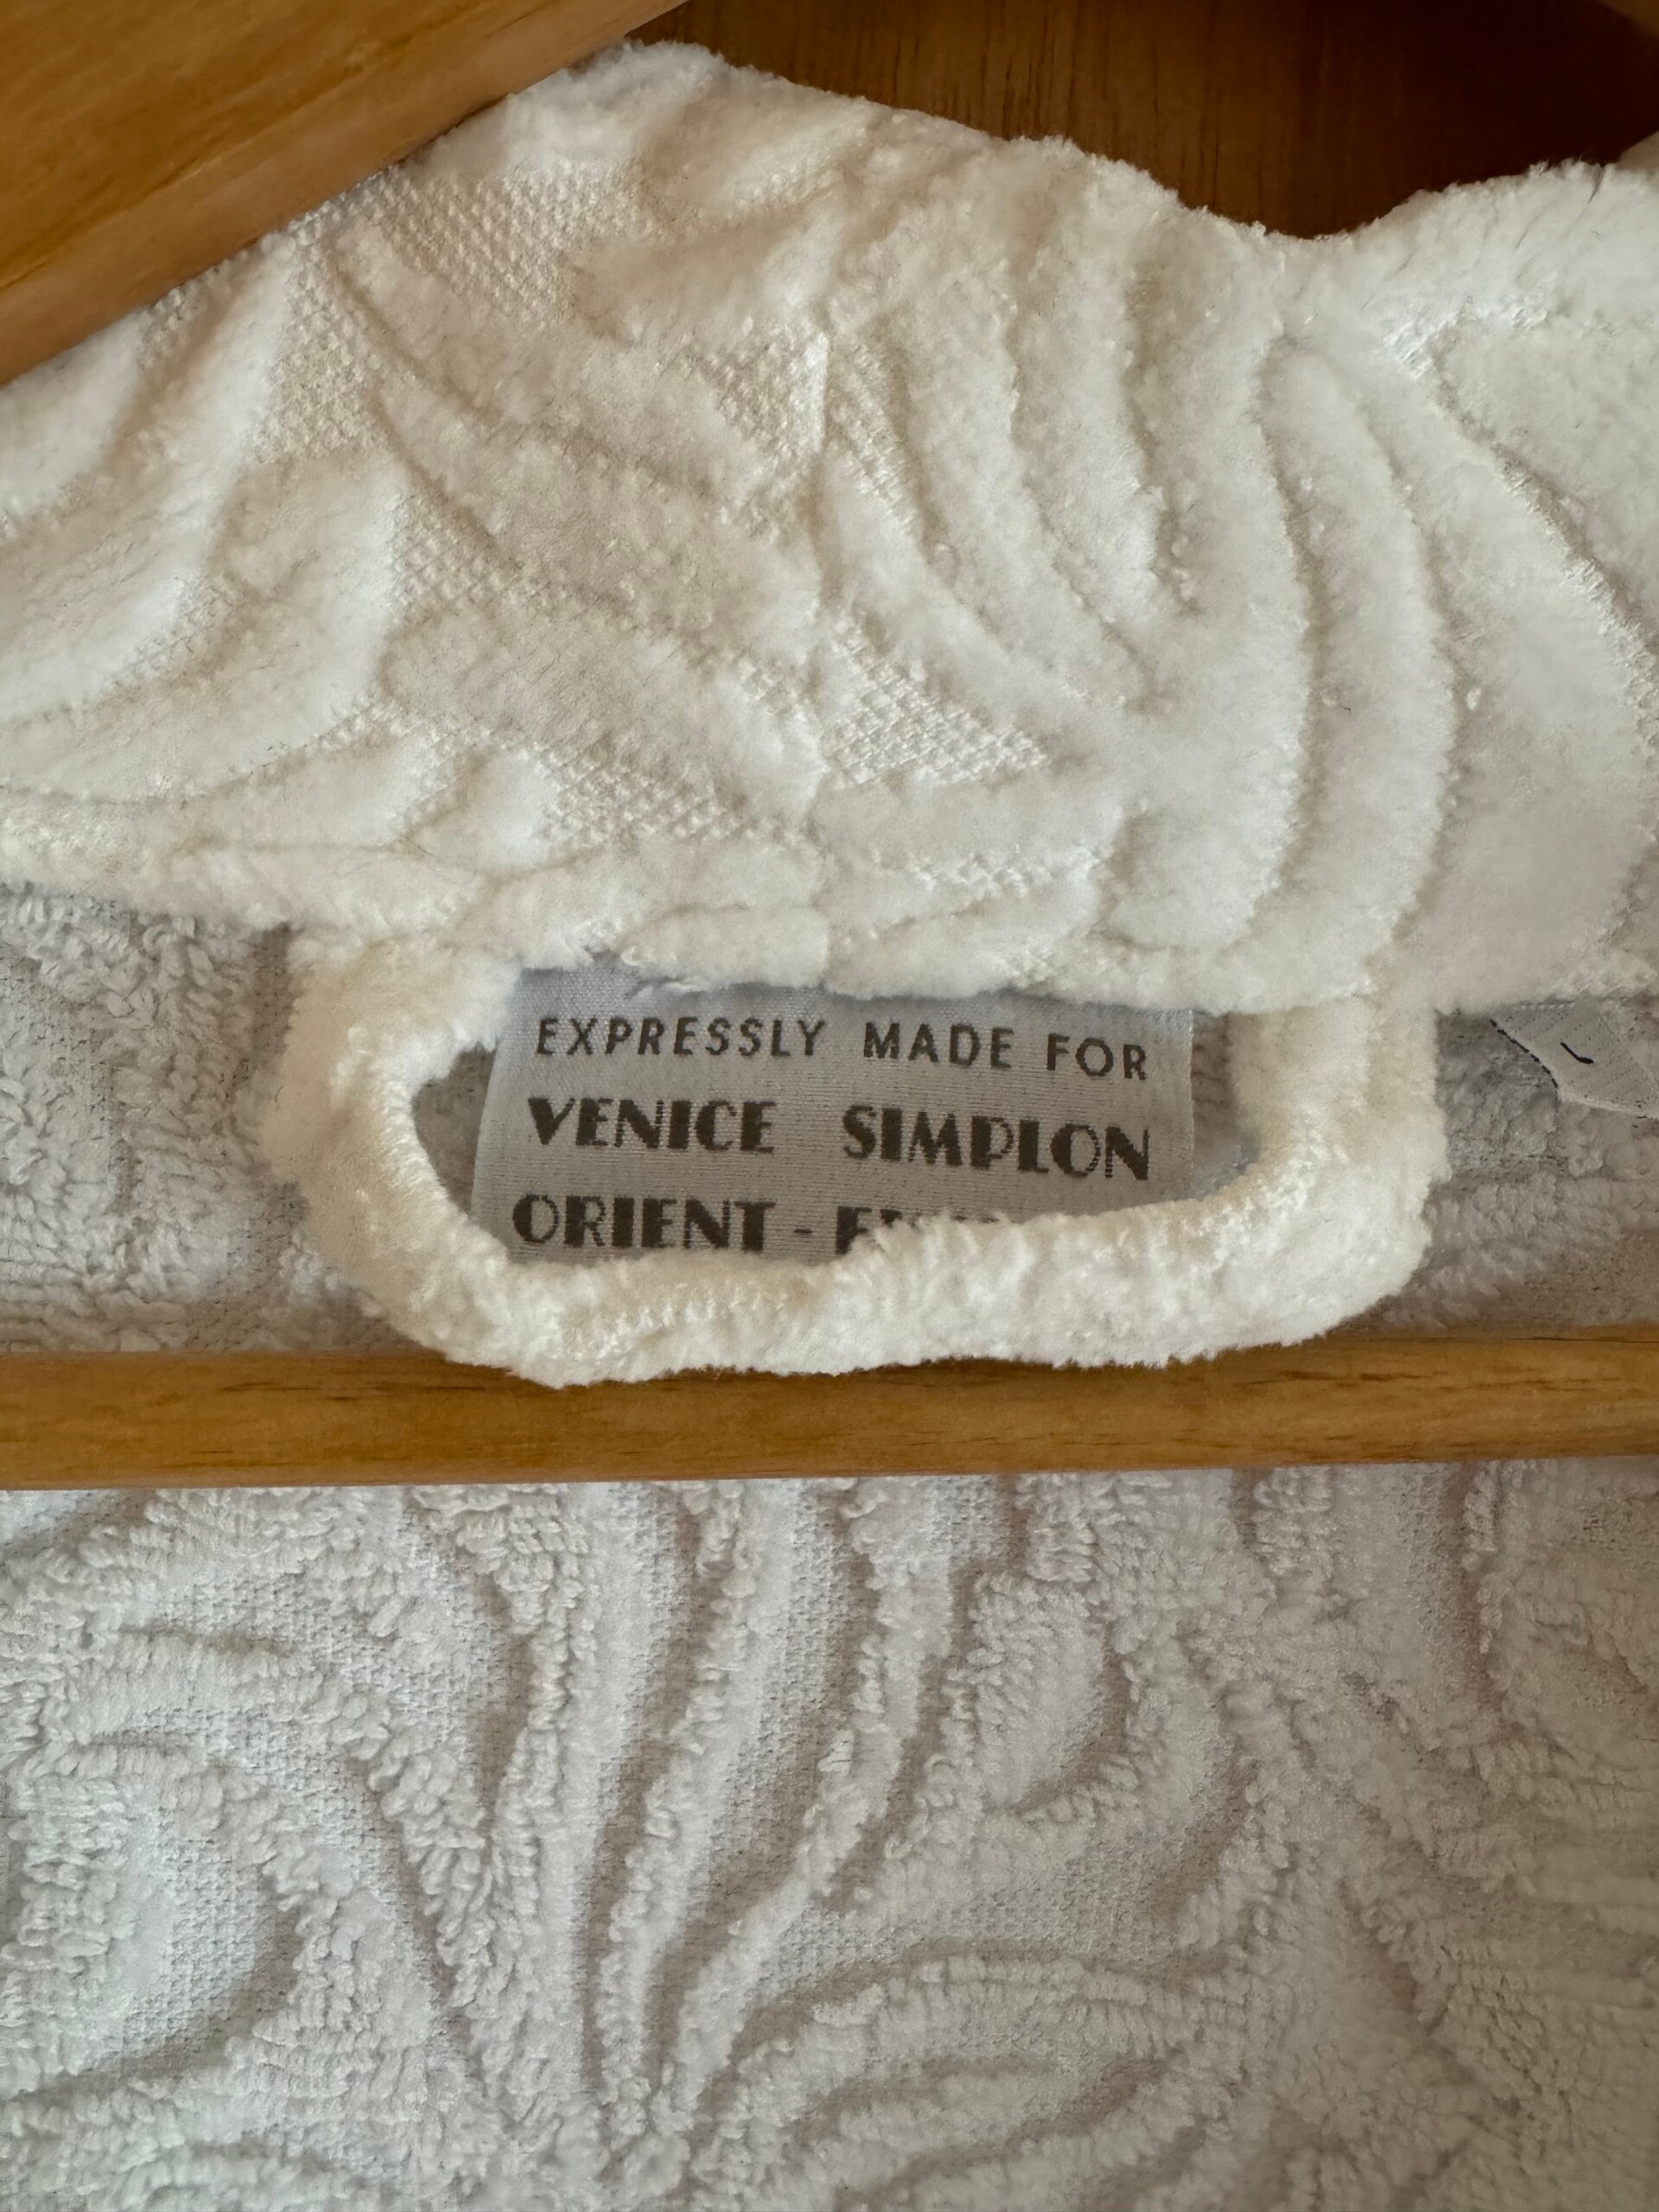 EXPRESSLY MADE FOR
VENICE SIMPLON
ORIENT -